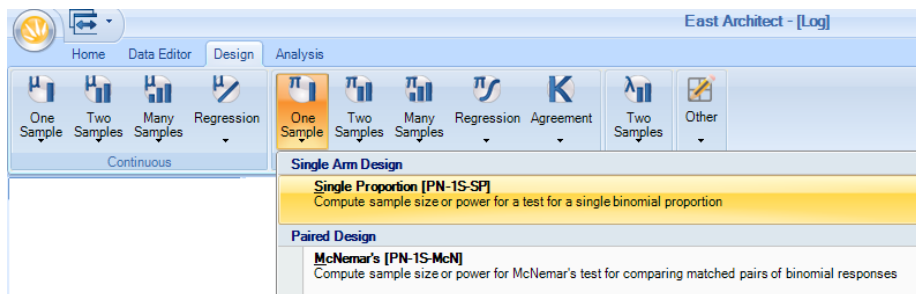 East Architect - [Log]
Home Data Editor Design Analysis
μ μ μ μ π π π π K λ
One Sample Two Samples Many Samples Regression One Sample Two Samples Many Samples Regression Agreement Two Samples Other
Continuous
Single Arm Design
Single Proportion [PN-1S-SP]
Compute sample size or power for a test for a single binomial proportion
Paired Design
McNemar's [PN-1S-McN]
Compute sample size or power for McNemar's test for comparing matched pairs of binomial responses